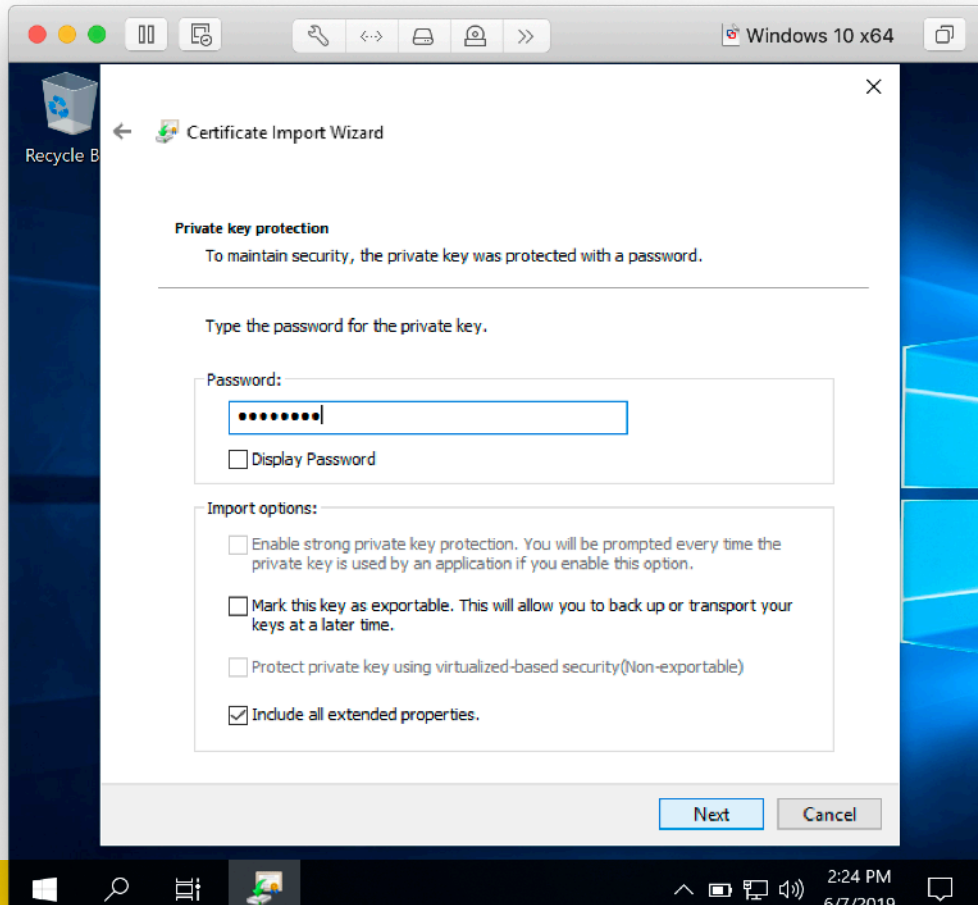 Windows 10 x64
Recycle B
Certificate Import Wizard
Private key protection
To maintain security, the private key was protected with a password.
Type the password for the private key.
Password:
••••••••
Display Password
Import options:
Enable strong private key protection. You will be prompted every time the
private key is used by an application if you enable this option.
Mark this key as exportable. This will allow you to back up or transport your
keys at a later time.
Protect private key using virtualized-based security(Non-exportable)
Include all extended properties.
Next
Cancel
2:24 PM
6/7/2019